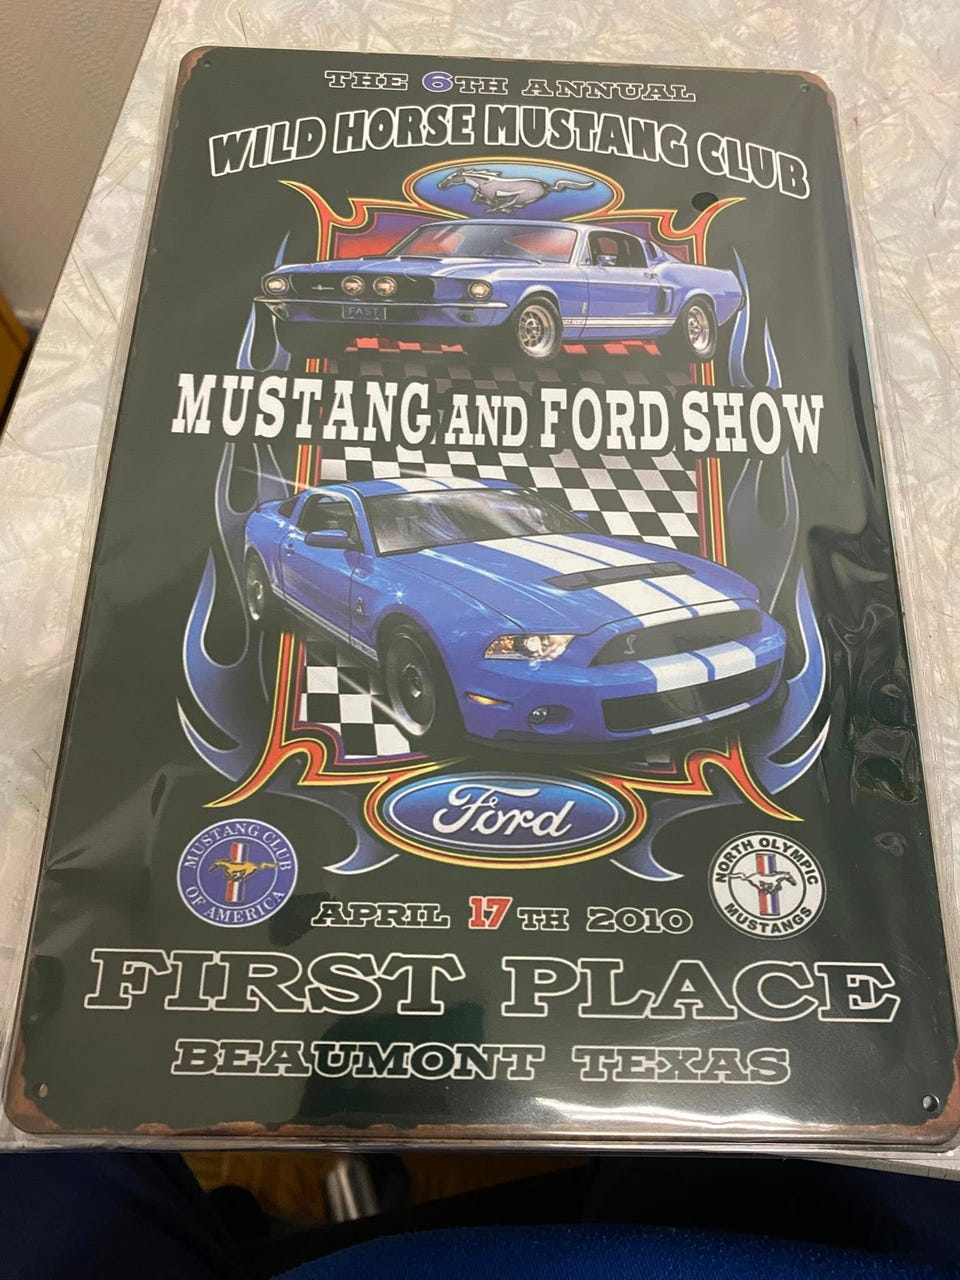 THE 6TH ANNUAL
WILD HORSE MUSTANG CLUB
FAST
MUSTANG AND FORD SHOW
Ford
MUSTANG CLUB
OF AMERICA
NORTH OLYMPIC
MUSTANGS
APRIL 17TH 2010
FIRST PLACE
BEAUMONT TEXAS